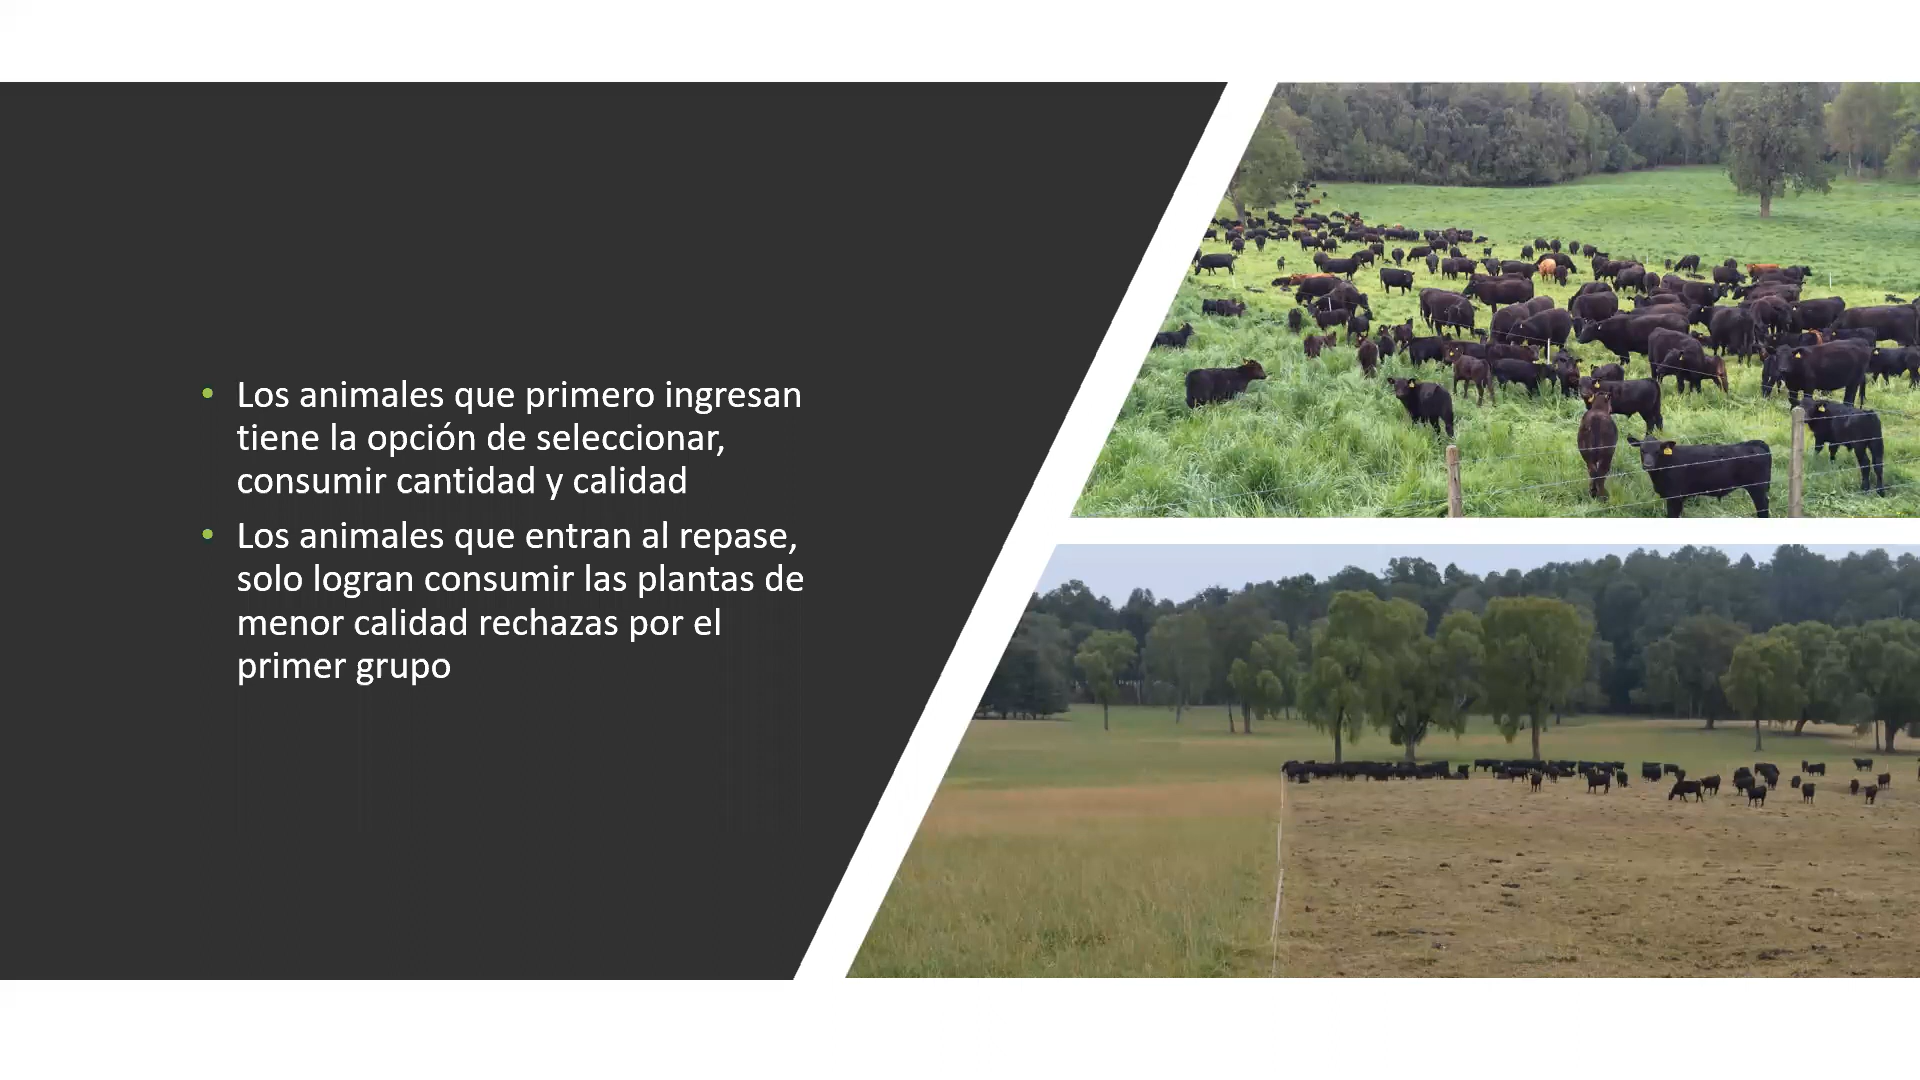 • Los animales que primero ingresan
tiene la opción de seleccionar,
consumir cantidad y calidad
• Los animales que entran al repase,
solo logran consumir las plantas de
menor calidad rechazas por el
primer grupo